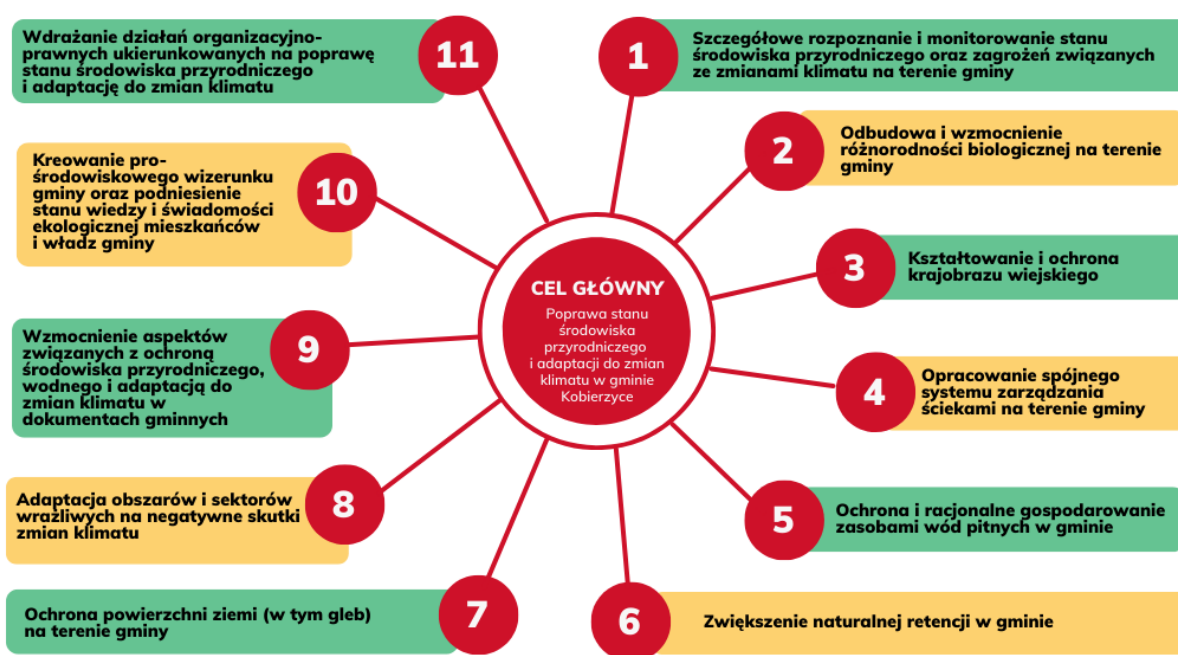 CEL GŁÓWNY
Poprawa stanu
środowiska
przyrodniczego
i adaptacji do zmian
klimatu w gminie
Kobierzyce
1
Szczegółowe rozpoznanie i monitorowanie stanu
środowiska przyrodniczego oraz zagrożeń związanych
ze zmianami klimatu na terenie gminy
2
Odbudowa i wzmocnienie
różnorodności biologicznej na terenie
gminy
3
Kształtowanie i ochrona
krajobrazu wiejskiego
4
Opracowanie spójnego
systemu zarządzania
ściekami na terenie gminy
5
Ochrona i racjonalne gospodarowanie
zasobami wód pitnych w gminie
6
Zwiększenie naturalnej retencji w gminie
7
Ochrona powierzchni ziemi (w tym gleb)
na terenie gminy
8
Adaptacja obszarów i sektorów
wrażliwych na negatywne skutki
zmian klimatu
9
Wzmocnienie aspektów
związanych z ochroną
środowiska przyrodniczego,
wodnego i adaptacją do
zmian klimatu w
dokumentach gminnych
10
Kreowanie pro-
środowiskowego wizerunku
gminy oraz podniesienie
stanu wiedzy i świadomości
ekologicznej mieszkańców
i władz gminy
11
Wdrażanie działań organizacyjno-
prawnych ukierunkowanych na poprawę
stanu środowiska przyrodniczego
i adaptację do zmian klimatu